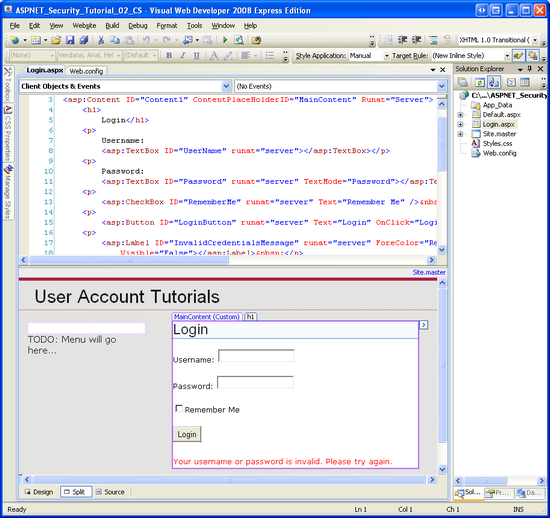 ASPNET_Security_Tutorial_02_CS - Visual Web Developer 2008 Express Edition
File Edit View Website Build Debug Format Tools Window Help
XHTML 1.0 Transitional (
(None) Verdana, Arial, Hel (Default B I U Style Application: Manual Target Rule: (New Inline Style)
Login.aspx Web.config
Client Objects & Events (No Events)
3 <asp:Content ID="Content1" ContentPlaceHolderID="MainContent" Runat="Server">
4 <h1>
5 Login</h1>
6 <p>
7 Username:
8 <asp:TextBox ID="UserName" runat="server"></asp:TextBox></p>
9 <p>
10 Password:
11 <asp:TextBox ID="Password" runat="server" TextMode="Password"></asp:Te
12 <p>
13 <asp:CheckBox ID="RememberMe" runat="server" Text="Remember Me" />&nbs
14 <p>
15 <asp:Button ID="LoginButton" runat="server" Text="Login" OnClick="Logi
16 <p>
17 <asp:Label ID="InvalidCredentialsMessage" runat="server" ForeColor="Re
18 Visible="False"></asp:Label>&nbsp;</p>
Toolbox
CSS Properties
Manage Styles
Site.master
User Account Tutorials
TODO: Menu will go
here...
MainContent (Custom) h1
Login
Username:
Password:
Remember Me
Login
Your username or password is invalid. Please try again.
Design Split Source
Solution Explorer
C:\...\ASPNET_Security
App_Data
Default.aspx
Login.aspx
Site.master
Styles.css
Web.config
Sol... Pr... Da...
Ready Ln 1 Col 1 Ch 1 INS